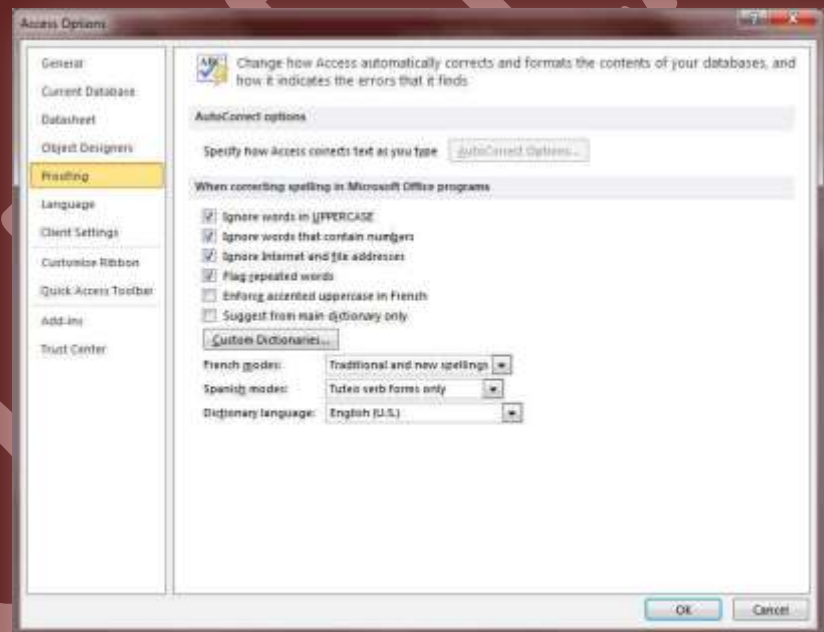 Access Options
General
Current Database
Datasheet
Object Designers
Proofing
Language
Client Settings
Customize Ribbon
Quick Access Toolbar
Add-ins
Trust Center
Change how Access automatically corrects and formats the contents of your databases, and
how it indicates the errors that it finds
AutoCorrect options
Specify how Access corrects text as you type AutoCorrect Options...
When correcting spelling in Microsoft Office programs
Ignore words in UPPERCASE
Ignore words that contain numbers
Ignore Internet and file addresses
Flag repeated words
Enforce accented uppercase in French
Suggest from main dictionary only
Custom Dictionaries...
French modes: Traditional and new spellings
Spanish modes: Tuteo verb forms only
Dictionary language: English (U.S.)
OK Cancel